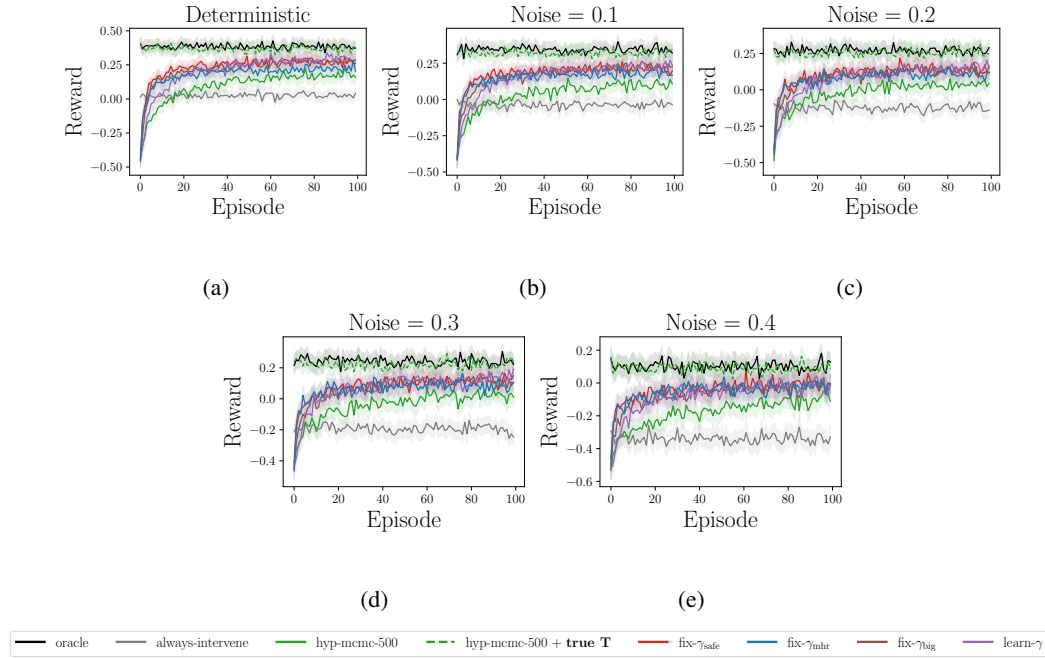 Deterministic
Noise = 0.1
Noise = 0.2
0.50
0.25
0.00
−0.25
−0.50
Reward
0 20 40 60 80 100
Episode
0.50
0.25
0.00
−0.25
−0.50
Reward
0 20 40 60 80 100
Episode
0.50
0.25
0.00
−0.25
−0.50
Reward
0 20 40 60 80 100
Episode
(a)
(b)
(c)
Noise = 0.3
Noise = 0.4
0.2
0.0
−0.2
−0.4
Reward
0 20 40 60 80 100
Episode
0.2
0.0
−0.2
−0.4
−0.6
Reward
0 20 40 60 80 100
Episode
(d)
(e)
oracle always-intervene hyp-mcmc-500 hyp-mcmc-500 + true T fix-γsafe fix-γmhr fix-γbig learn-γ